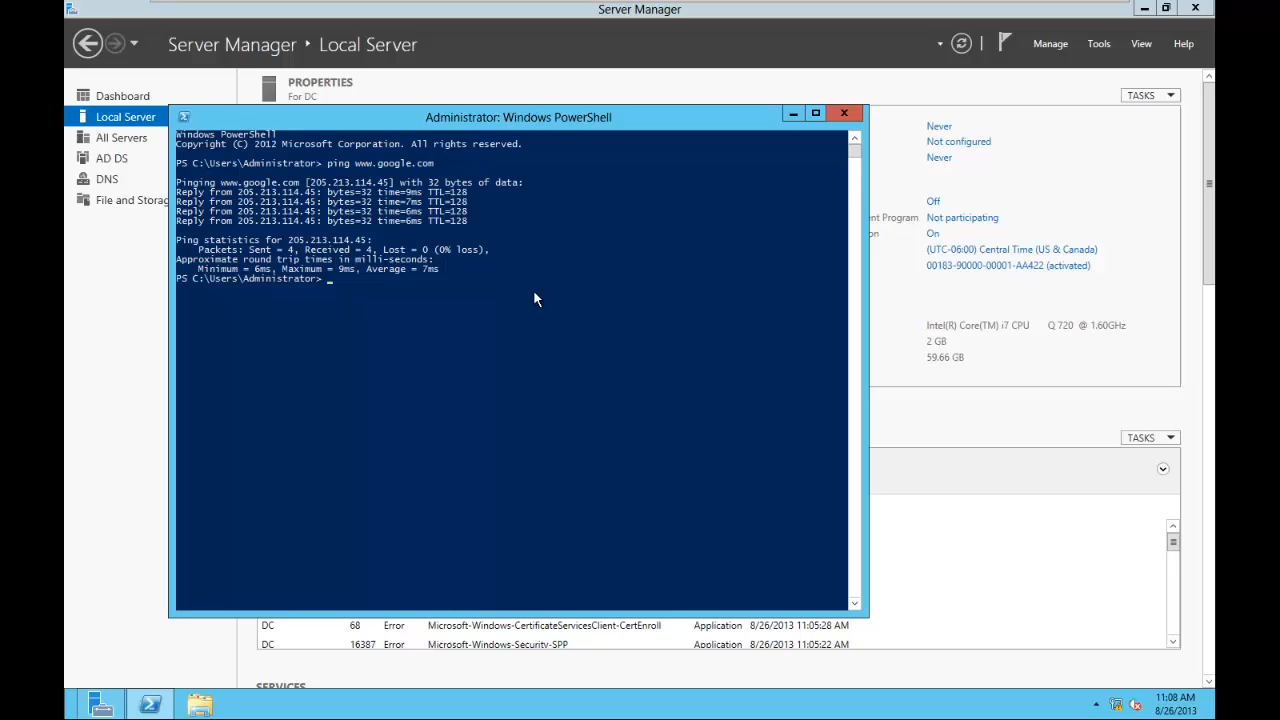 Server Manager
Server Manager ▸ Local Server
Manage Tools View Help
Dashboard
Local Server
All Servers
AD DS
DNS
File and Storag
PROPERTIES
For DC
TASKS
Administrator: Windows PowerShell
Windows PowerShell
Copyright (C) 2012 Microsoft Corporation. All rights reserved.
PS C:\Users\Administrator> ping www.google.com
Pinging www.google.com [205.213.114.45] with 32 bytes of data:
Reply from 205.213.114.45: bytes=32 time=9ms TTL=128
Reply from 205.213.114.45: bytes=32 time=7ms TTL=128
Reply from 205.213.114.45: bytes=32 time=6ms TTL=128
Reply from 205.213.114.45: bytes=32 time=6ms TTL=128
Ping statistics for 205.213.114.45:
Packets: Sent = 4, Received = 4, Lost = 0 (0% loss),
Approximate round trip times in milli-seconds:
Minimum = 6ms, Maximum = 9ms, Average = 7ms
PS C:\Users\Administrator> _
Never
Not configured
Never
Off
ent Program Not participating
on On
(UTC-06:00) Central Time (US & Canada)
00183-90000-00001-AA422 (activated)
Intel(R) Core(TM) i7 CPU Q 720 @ 1.60GHz
2 GB
59.66 GB
TASKS
DC 68 Error Microsoft-Windows-CertificateServicesClient-CertEnroll Application 8/26/2013 11:05:28 AM
DC 16387 Error Microsoft-Windows-Security-SPP Application 8/26/2013 11:05:22 AM
SERVICES
11:08 AM
8/26/2013